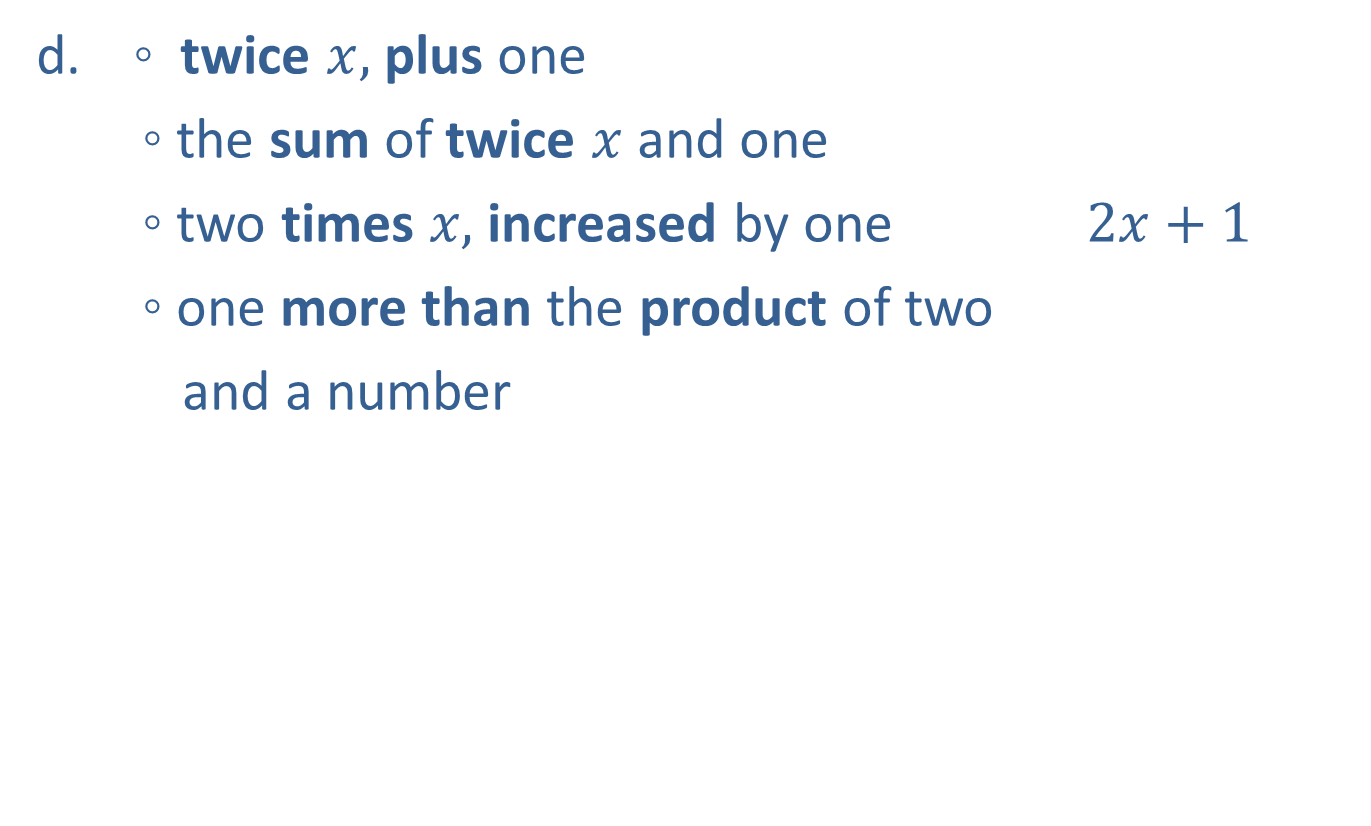 d. ◦ twice x, plus one
◦ the sum of twice x and one
◦ two times x, increased by one 2x + 1
◦ one more than the product of two
and a number